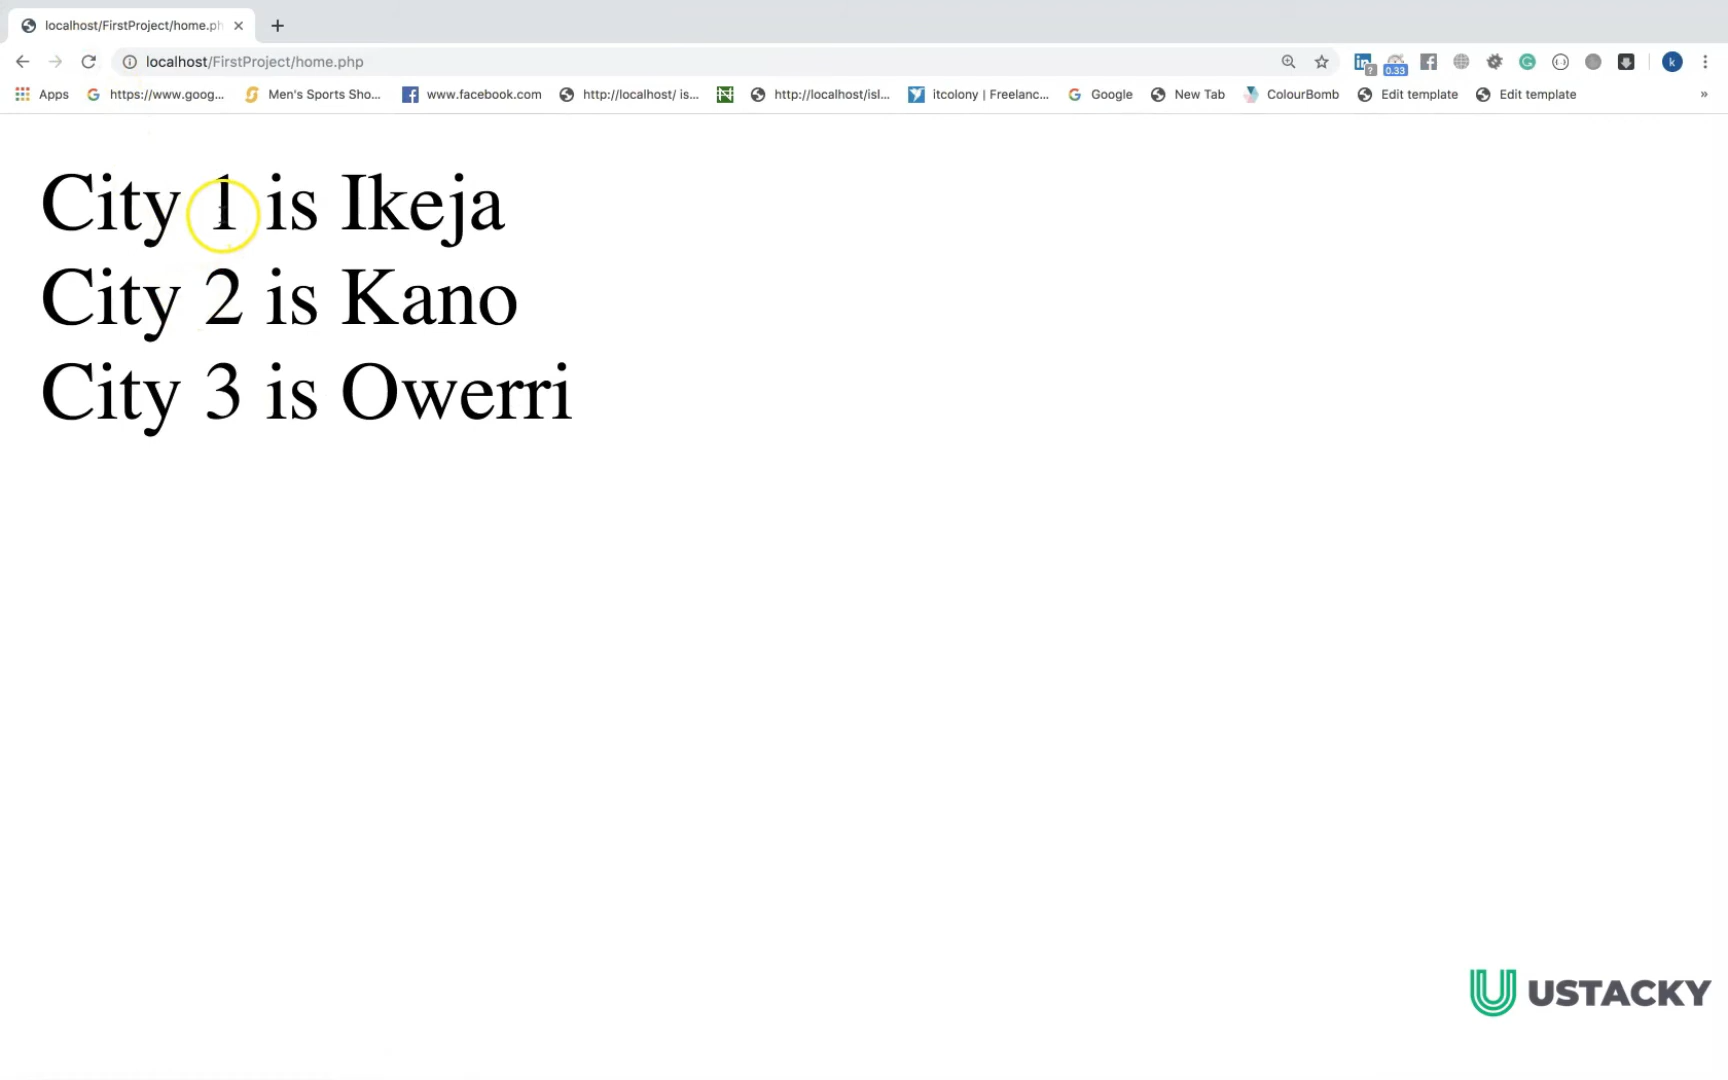 localhost/FirstProject/home.ph
localhost/FirstProject/home.php
0.33
k
Apps
https://www.goog...
Men's Sports Sho...
www.facebook.com
http://localhost/ is...
http://localhost/isl...
itcolony | Freelanc...
Google
New Tab
ColourBomb
Edit template
Edit template
»
City 1 is Ikeja
City 2 is Kano
City 3 is Owerri
USTACKY